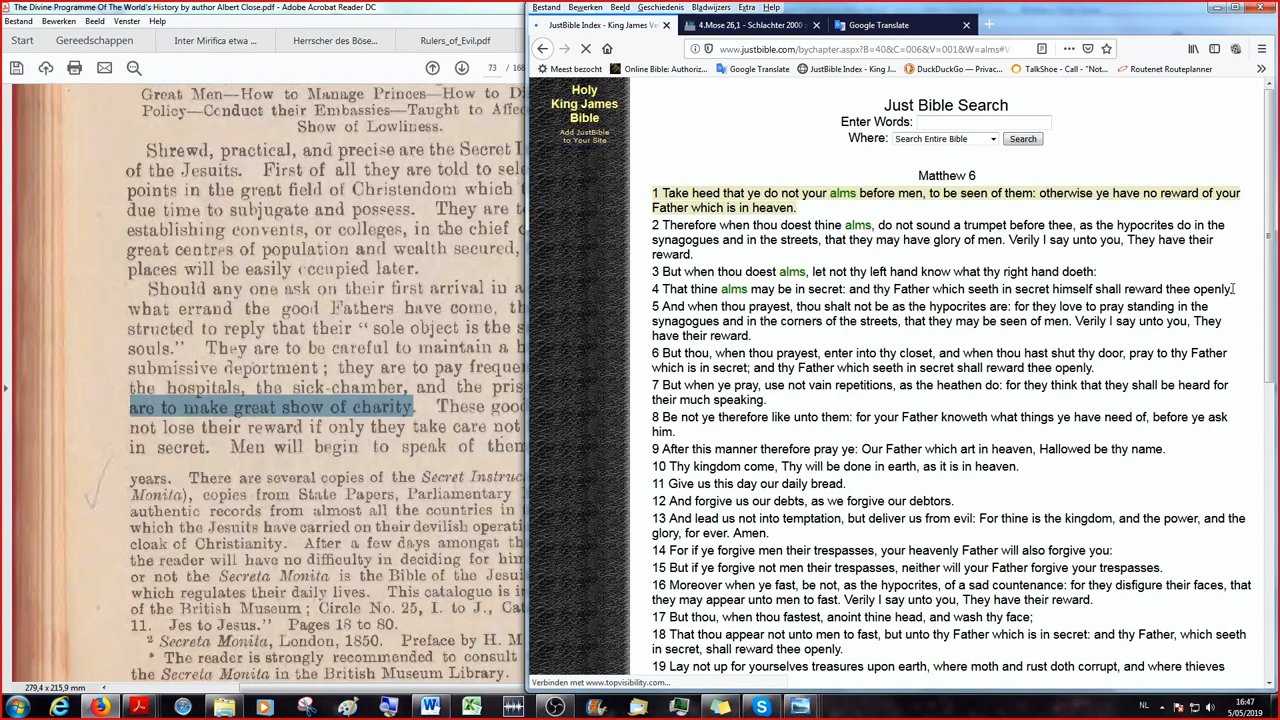 The Divine Programme Of The World's History by author Albert Close.pdf - Adobe Acrobat Reader DC
Bestand Bewerken Beeld Venster Help
Start Gereedschappen Inter Mirifica etwa ... Herrscher des Böse... Rulers_of_Evil.pdf
73 / 168
Great Men—How to Manage Princes—How to Di
Policy—Conduct their Embassies—Taught to Affe
Show of Lowliness.
Shrewd, practical, and precise are the Secret I
of the Jesuits. First of all they are told to sele
points in the great field of Christendom which t
due time to subjugate and possess. They are t
establishing convents, or colleges, in the chief c
great centres of population and wealth secured,
places will be easily occupied later.
Should any one ask on their first arrival in a
what errand the good Fathers have come, t
structed to reply that their "sole object is the s
souls." They are to be careful to maintain a h
submissive deportment; they are to pay frequen
the hospitals, the sick-chamber, and the pris
are to make great show of charity. These good
not lose their reward if only they take care not
in secret. Men will begin to speak of them
years. There are several copies of the Secret Instruc
Monita), copies from State Papers, Parliamentary
authentic records from almost all the countries in
which the Jesuits have carried on their devilish operati
cloak of Christianity. After a few days amongst th
the reader will have no difficulty in deciding for him
or not the Secreta Monita is the Bible of the Jesui
which regulates their daily lives. This catalogue is i
of the British Museum; Circle No. 25, I. to J., Cat
11. Jes to Jesus." Pages 18 to 80.
² Secreta Monita, London, 1850. Preface by H. M
* The reader is strongly recommended to consult
the Secreta Monita in the British Museum Library.
279,4 x 215,9 mm
Bestand Bewerken Beeld Geschiedenis Bladwijzers Extra Help
JustBible Index - King James Ve 4.Mose 26,1 - Schlachter 2000 Google Translate
www.justbible.com/bychapter.aspx?B=40&C=006&V=001&W=alms#V
Meest bezocht Online Bible: Authoriz... Google Translate JustBible Index - King J... DuckDuckGo — Privac... TalkShoe - Call - "Not... Routenet Routeplanner
Holy
King James
Bible
Add JustBible
to Your Site
Just Bible Search
Enter Words:
Where: Search Entire Bible Search
Matthew 6
1 Take heed that ye do not your alms before men, to be seen of them: otherwise ye have no reward of your
Father which is in heaven.
2 Therefore when thou doest thine alms, do not sound a trumpet before thee, as the hypocrites do in the
synagogues and in the streets, that they may have glory of men. Verily I say unto you, They have their
reward.
3 But when thou doest alms, let not thy left hand know what thy right hand doeth:
4 That thine alms may be in secret: and thy Father which seeth in secret himself shall reward thee openly.
5 And when thou prayest, thou shalt not be as the hypocrites are: for they love to pray standing in the
synagogues and in the corners of the streets, that they may be seen of men. Verily I say unto you, They
have their reward.
6 But thou, when thou prayest, enter into thy closet, and when thou hast shut thy door, pray to thy Father
which is in secret; and thy Father which seeth in secret shall reward thee openly.
7 But when ye pray, use not vain repetitions, as the heathen do: for they think that they shall be heard for
their much speaking.
8 Be not ye therefore like unto them: for your Father knoweth what things ye have need of, before ye ask
him.
9 After this manner therefore pray ye: Our Father which art in heaven, Hallowed be thy name.
10 Thy kingdom come, Thy will be done in earth, as it is in heaven.
11 Give us this day our daily bread.
12 And forgive us our debts, as we forgive our debtors.
13 And lead us not into temptation, but deliver us from evil: For thine is the kingdom, and the power, and the
glory, for ever. Amen.
14 For if ye forgive men their trespasses, your heavenly Father will also forgive you:
15 But if ye forgive not men their trespasses, neither will your Father forgive your trespasses.
16 Moreover when ye fast, be not, as the hypocrites, of a sad countenance: for they disfigure their faces, that
they may appear unto men to fast. Verily I say unto you, They have their reward.
17 But thou, when thou fastest, anoint thine head, and wash thy face;
18 That thou appear not unto men to fast, but unto thy Father which is in secret: and thy Father, which seeth
in secret, shall reward thee openly.
19 Lay not up for yourselves treasures upon earth, where moth and rust doth corrupt, and where thieves
Verbinden met www.topvisibility.com...
NL 16:47
5/05/2019